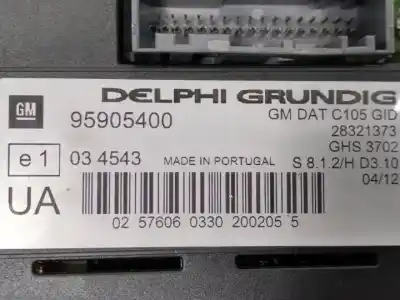 DELPHI GRUNDIG
GM
95905400
GM DAT C105 GID
28321373
GHS 3702
e 1
03 4543
MADE IN PORTUGAL
S 8.1.2/H D3.10
04/12
UA
02 57606 0330 200205 5